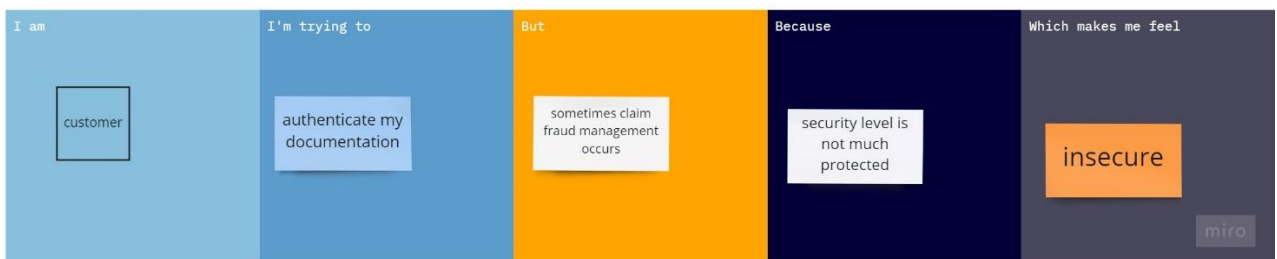 I am
customer
I'm trying to
authenticate my
documentation
But
sometimes claim
fraud management
occurs
Because
security level is
not much
protected
Which makes me feel
insecure
miro